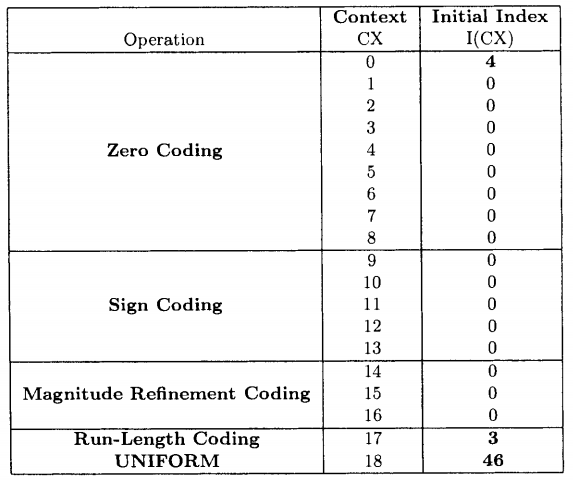 Context Initial Index
Operation CX I(CX)
0 4
1 0
2 0
3 0
Zero Coding 4 0
5 0
6 0
7 0
8 0
9 0
10 0
Sign Coding 11 0
12 0
13 0
14 0
Magnitude Refinement Coding 15 0
16 0
Run-Length Coding 17 3
UNIFORM 18 46